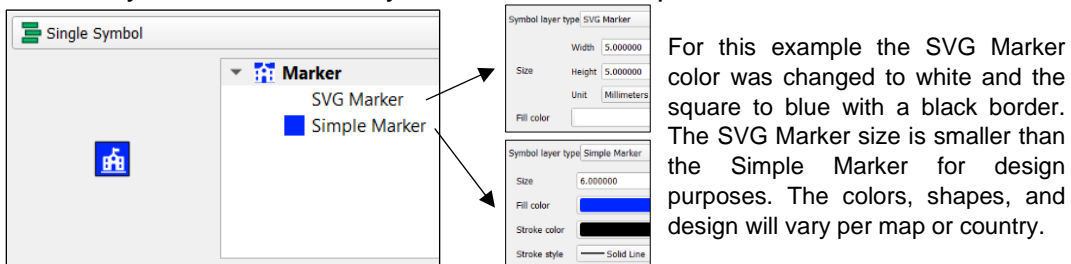 Single Symbol
Marker
SVG Marker
Simple Marker
Symbol layer type SVG Marker
Width 5.000000
Size Height 5.000000
Unit Millimeters
Fill color
Symbol layer type Simple Marker
Size 6.000000
Fill color
Stroke color
Stroke style Solid Line
For this example the SVG Marker
color was changed to white and the
square to blue with a black border.
The SVG Marker size is smaller than
the Simple Marker for design
purposes. The colors, shapes, and
design will vary per map or country.